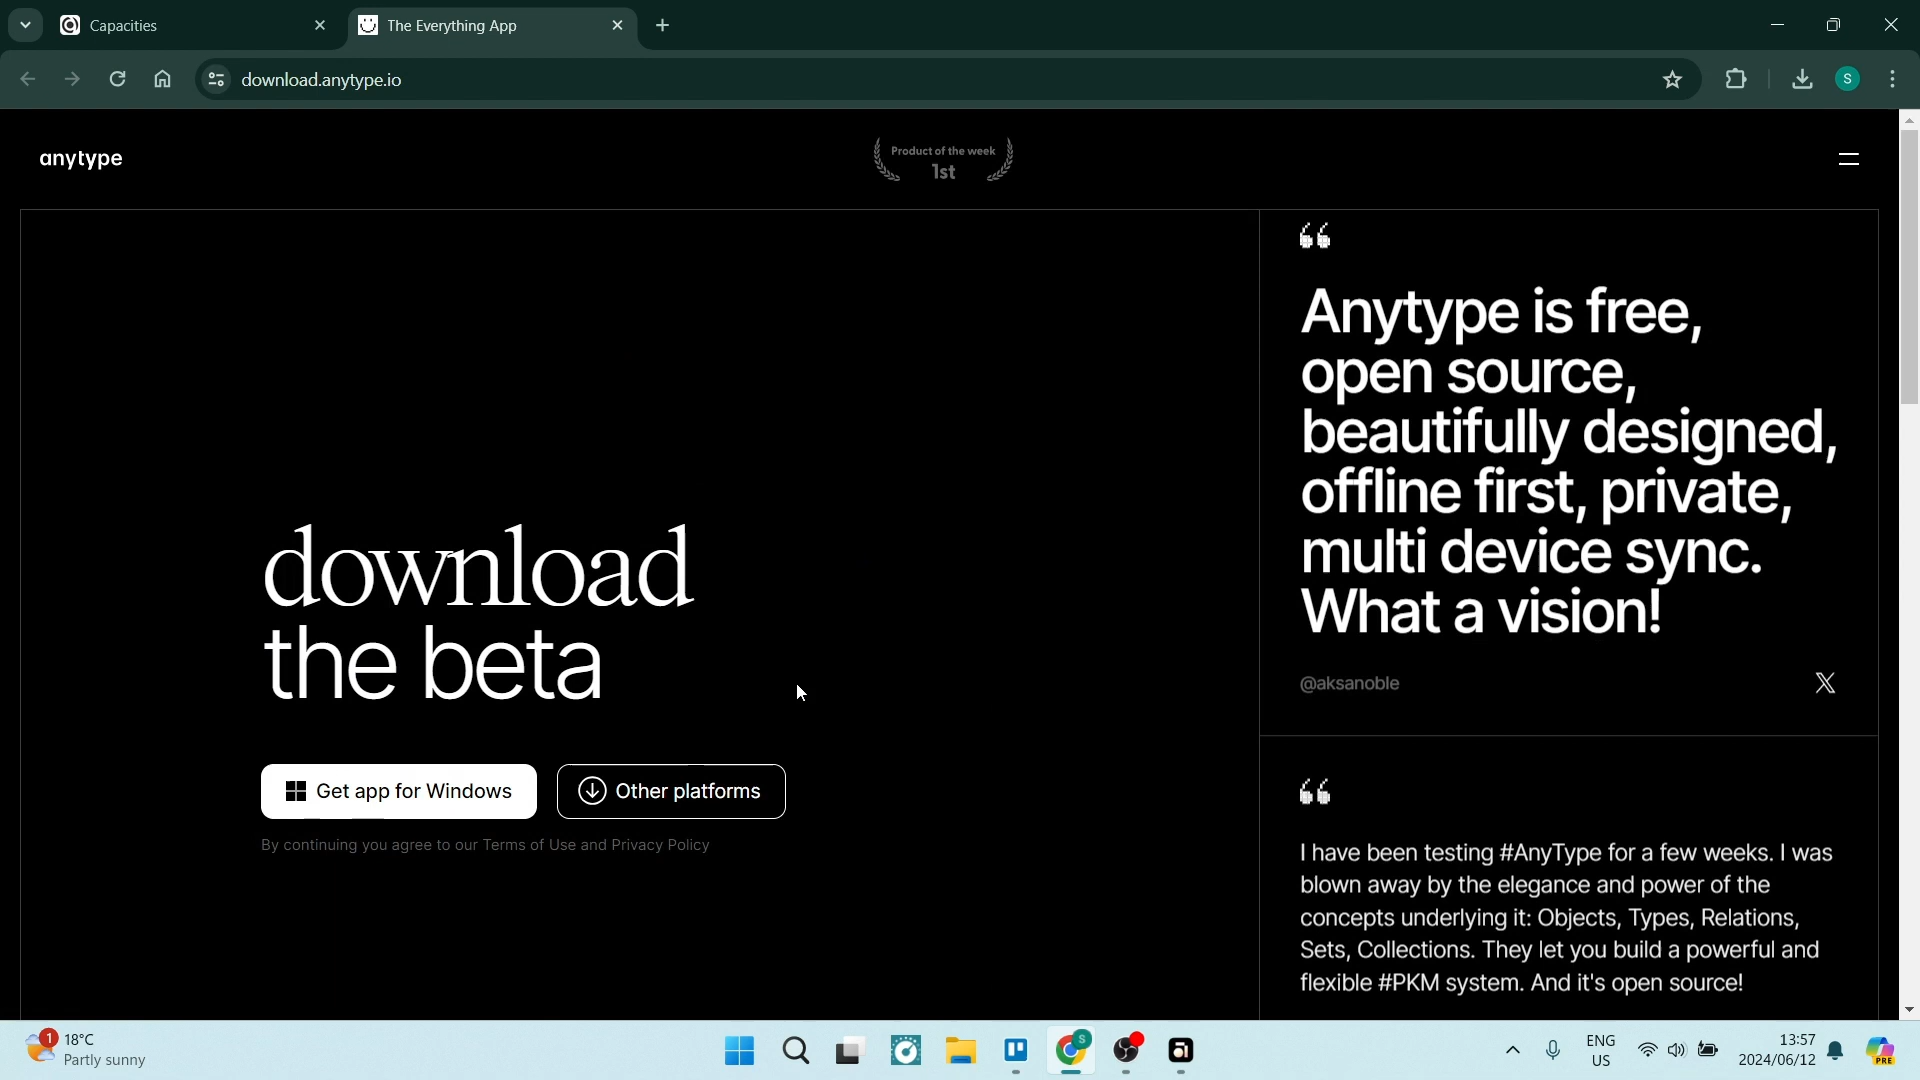 Capacities
The Everything App
download.anytype.io
S
anytype
Product of the week
1st
download
the beta
Get app for Windows
Other platforms
By continuing you agree to our Terms of Use and Privacy Policy
Anytype is free,
open source,
beautifully designed,
offline first, private,
multi device sync.
What a vision!
@aksanoble
I have been testing #AnyType for a few weeks. I was
blown away by the elegance and power of the
concepts underlying it: Objects, Types, Relations,
Sets, Collections. They let you build a powerful and
flexible #PKM system. And it's open source!
1
18°C
Partly sunny
S
ENG
US
13:57
2024/06/12
PRE